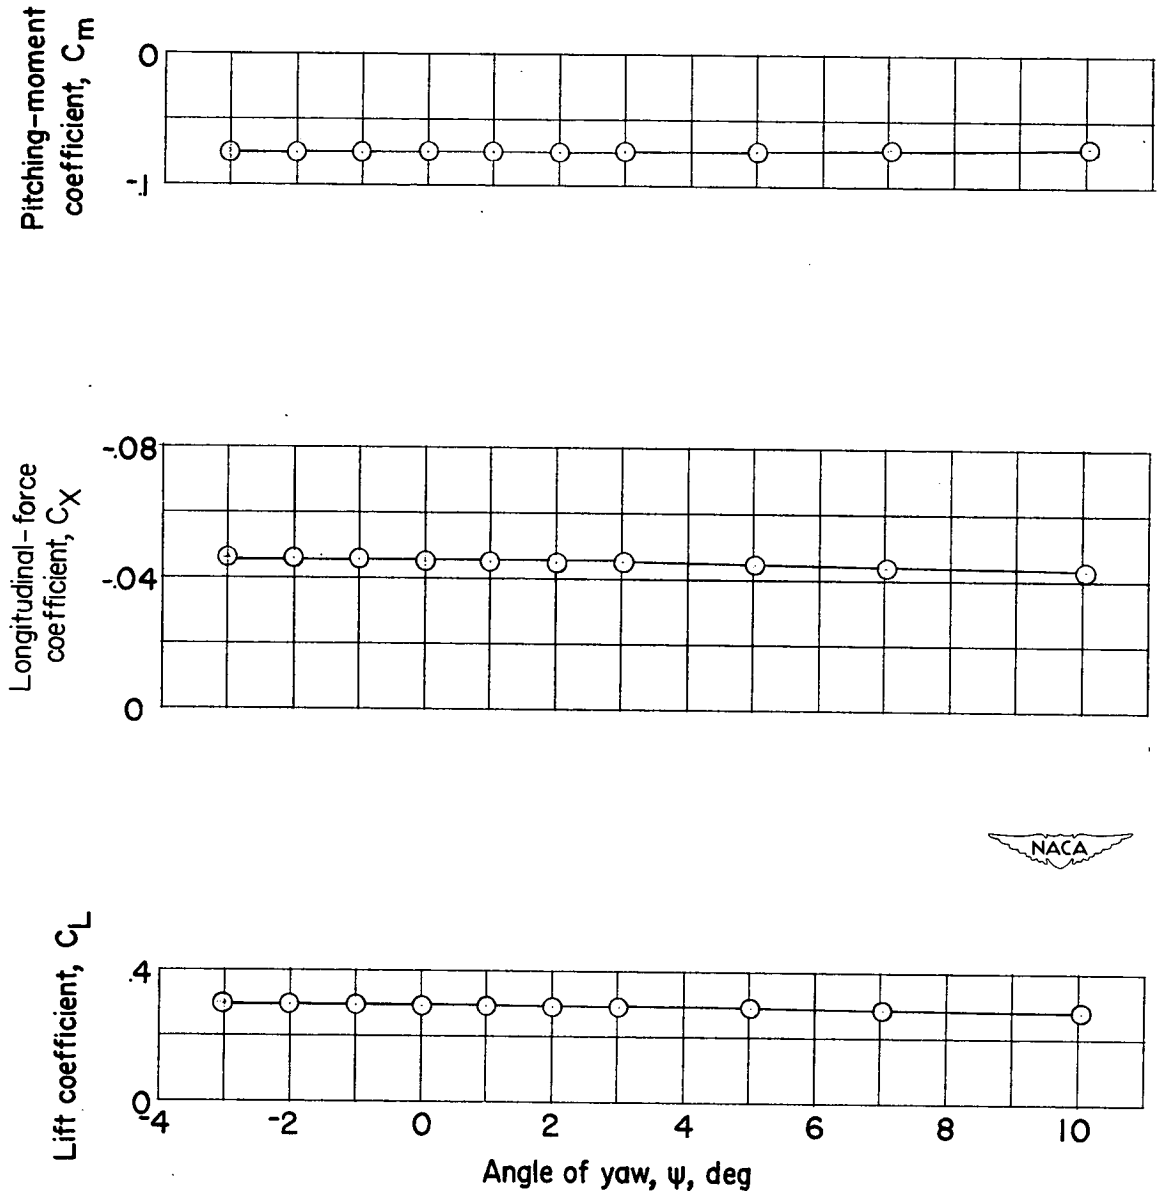 Pitching-moment
coefficient, Cm
0
-.1
Longitudinal-force
coefficient, CX
-.08
-.04
0
NACA
Lift coefficient, CL
.4
0
-4 -2 0 2 4 6 8 10
Angle of yaw, ψ, deg